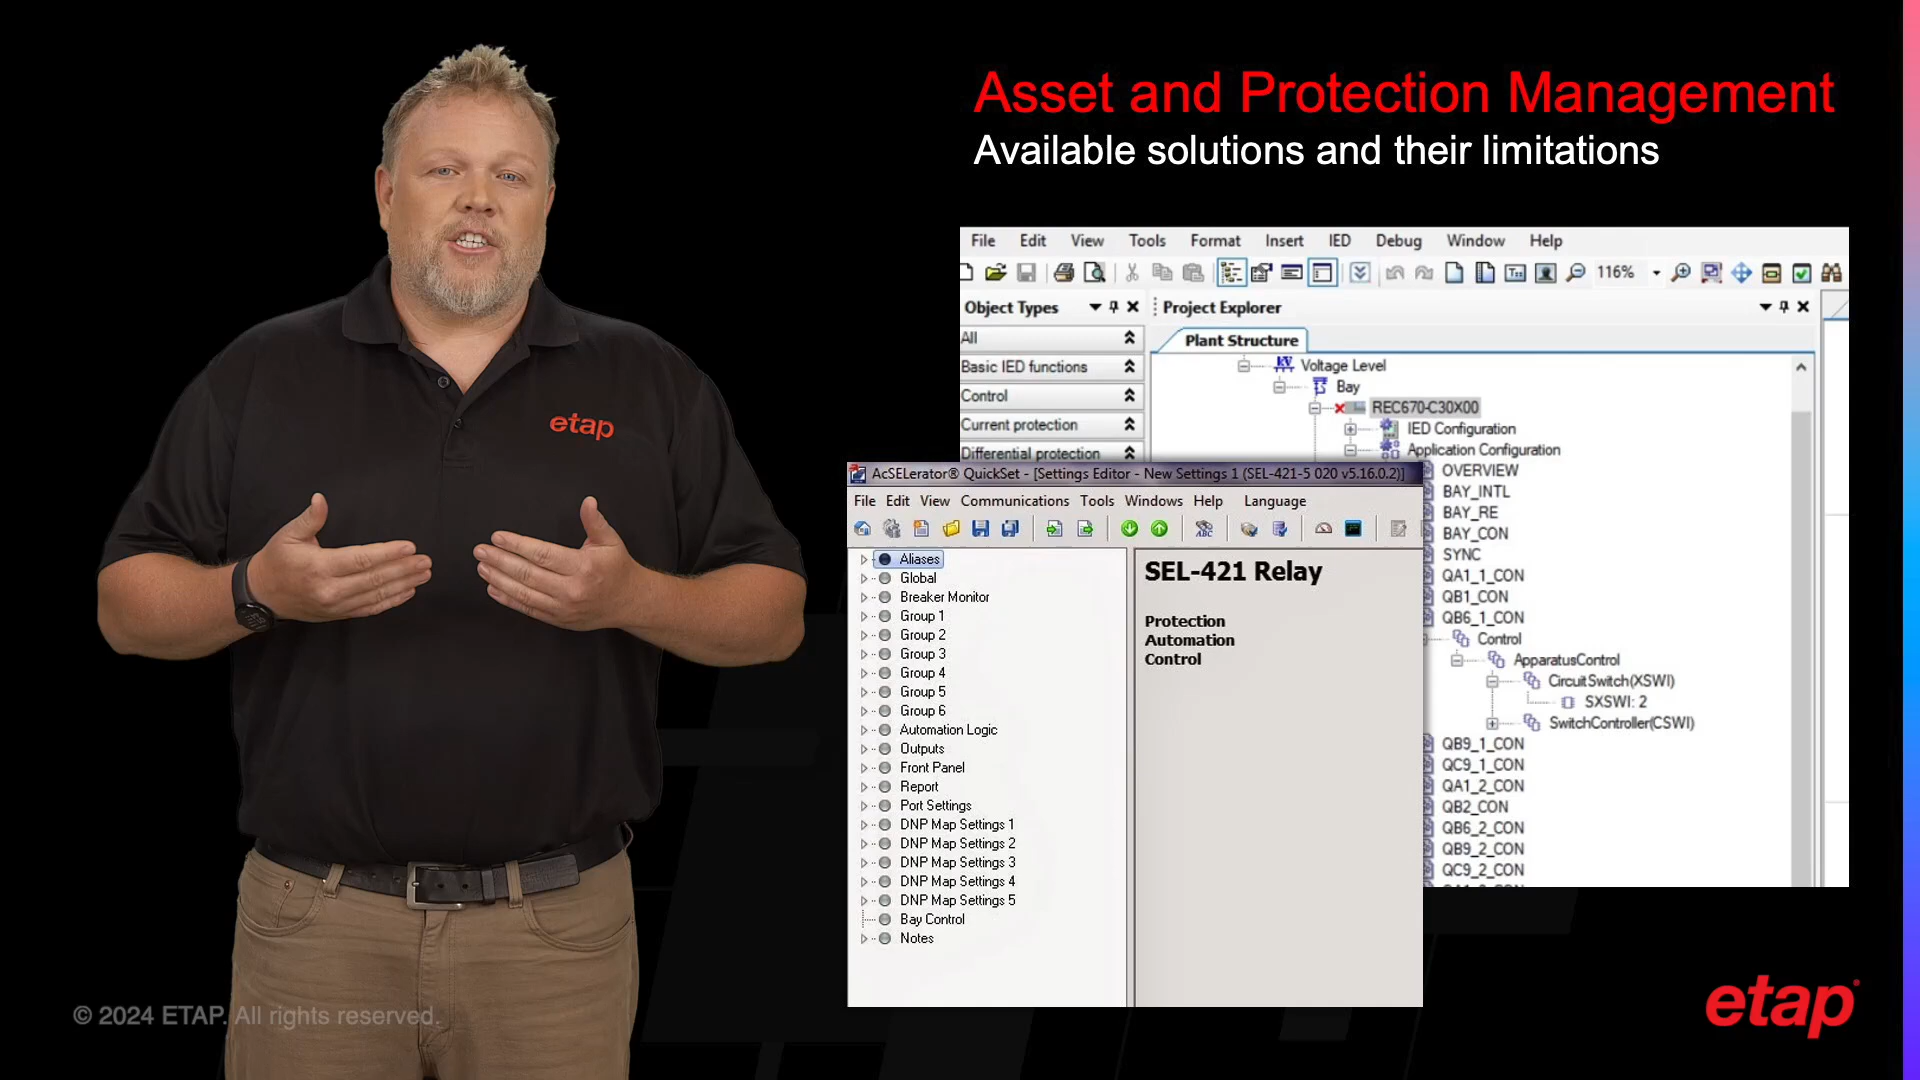 Asset and Protection Management
Available solutions and their limitations
File Edit View Tools Format Insert IED Debug Window Help
116%
Object Types
All
Basic IED functions
Control
Current protection
Differential protection
Project Explorer
Plant Structure
Voltage Level
Bay
REC670-C30X00
IED Configuration
Application Configuration
OVERVIEW
BAY_INTL
BAY_RE
BAY_CON
SYNC
QA1_1_CON
QB1_CON
QB6_1_CON
Control
ApparatusControl
CircuitSwitch(XSWI)
SXSWI: 2
SwitchController(CSWI)
QB9_1_CON
QC9_1_CON
QA1_2_CON
QB2_CON
QB6_2_CON
QB9_2_CON
QC9_2_CON
AcSELerator® QuickSet - [Settings Editor - New Settings 1 (SEL-421-5 020 v5.16.0.2)]
File Edit View Communications Tools Windows Help Language
Aliases
Global
Breaker Monitor
Group 1
Group 2
Group 3
Group 4
Group 5
Group 6
Automation Logic
Outputs
Front Panel
Report
Port Settings
DNP Map Settings 1
DNP Map Settings 2
DNP Map Settings 3
DNP Map Settings 4
DNP Map Settings 5
Bay Control
Notes
SEL-421 Relay
Protection
Automation
Control
etap
© 2024 ETAP. All rights reserved.
etap